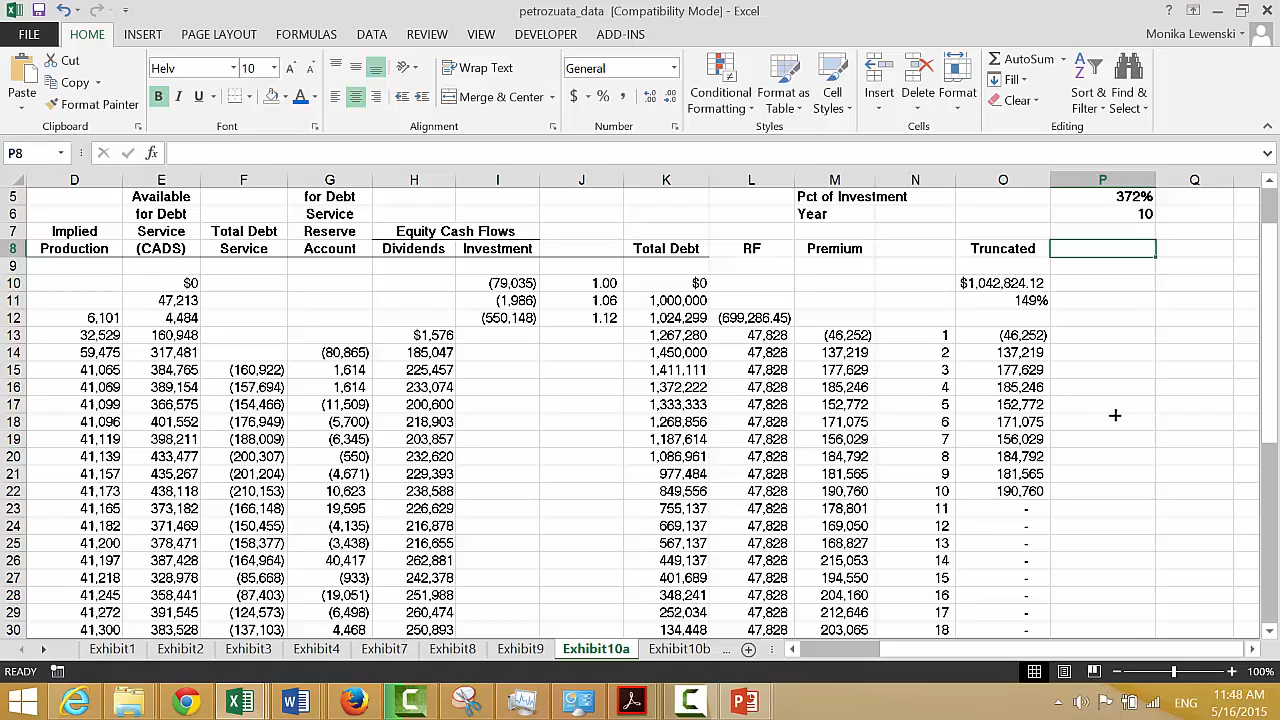 petrozuata_data [Compatibility Mode] - Excel
FILE HOME INSERT PAGE LAYOUT FORMULAS DATA REVIEW VIEW DEVELOPER ADD-INS Monika Lewenski
Cut Helv 10 Wrap Text General AutoSum
Copy Fill
Format Painter B I U A Merge & Center $ % , Clear
Paste Conditional Formatting Format as Table Cell Styles Insert Delete Format Sort & Filter Find & Select
Clipboard Font Alignment Number Styles Cells Editing
P8 fx
D E F G H I J K L M N O P Q
5 Available for Debt Pct of Investment 372%
6 for Debt Service Year 10
7 Implied Service Total Debt Reserve Equity Cash Flows
8 Production (CADS) Service Account Dividends Investment Total Debt RF Premium Truncated
9
10 $0 (79,035) 1.00 $0 $1,042,824.12
11 47,213 (1,986) 1.06 1,000,000 149%
12 6,101 4,484 (550,148) 1.12 1,024,299 (699,286.45)
13 32,529 160,948 $1,576 1,267,280 47,828 (46,252) 1 (46,252)
14 59,475 317,481 (80,865) 185,047 1,450,000 47,828 137,219 2 137,219
15 41,065 384,765 (160,922) 1,614 225,457 1,411,111 47,828 177,629 3 177,629
16 41,069 389,154 (157,694) 1,614 233,074 1,372,222 47,828 185,246 4 185,246
17 41,099 366,575 (154,466) (11,509) 200,600 1,333,333 47,828 152,772 5 152,772
18 41,096 401,552 (176,949) (5,700) 218,903 1,268,856 47,828 171,075 6 171,075
19 41,119 398,211 (188,009) (6,345) 203,857 1,187,614 47,828 156,029 7 156,029
20 41,139 433,477 (200,307) (550) 232,620 1,086,961 47,828 184,792 8 184,792
21 41,157 435,267 (201,204) (4,671) 229,393 977,484 47,828 181,565 9 181,565
22 41,173 438,118 (210,153) 10,623 238,588 849,556 47,828 190,760 10 190,760
23 41,165 373,182 (166,148) 19,595 226,629 755,137 47,828 178,801 11 -
24 41,182 371,469 (150,455) (4,135) 216,878 669,137 47,828 169,050 12 -
25 41,200 378,471 (158,377) (3,438) 216,655 567,137 47,828 168,827 13 -
26 41,197 387,428 (164,964) 40,417 262,881 449,137 47,828 215,053 14 -
27 41,218 328,978 (85,668) (933) 242,378 401,689 47,828 194,550 15 -
28 41,245 358,441 (87,403) (19,051) 251,988 348,241 47,828 204,160 16 -
29 41,272 391,545 (124,573) (6,498) 260,474 252,034 47,828 212,646 17 -
30 41,300 383,528 (137,103) 4,468 250,893 134,448 47,828 203,065 18 -
Exhibit1 Exhibit2 Exhibit3 Exhibit4 Exhibit7 Exhibit8 Exhibit9 Exhibit10a Exhibit10b ...
READY 100%
ENG 11:48 AM
5/16/2015